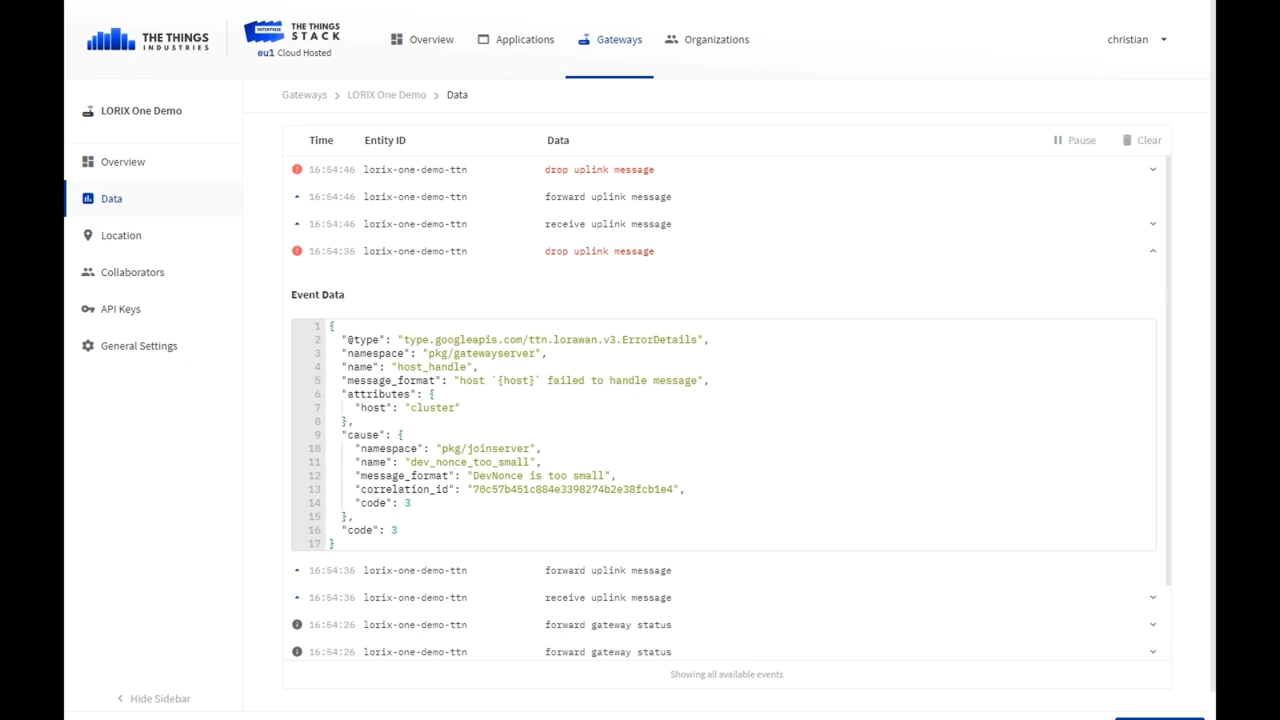 THE THINGS INDUSTRIES
ENTERPRISE THE THINGS STACK
eu1 Cloud Hosted
Overview Applications Gateways Organizations christian
LORIX One Demo
Overview
Data
Location
Collaborators
API Keys
General Settings
Hide Sidebar
Gateways > LORIX One Demo > Data
Time Entity ID Data Pause Clear
16:54:46 lorix-one-demo-ttn drop uplink message
16:54:46 lorix-one-demo-ttn forward uplink message
16:54:46 lorix-one-demo-ttn receive uplink message
16:54:36 lorix-one-demo-ttn drop uplink message
Event Data
1 {
2 "@type": "type.googleapis.com/ttn.lorawan.v3.ErrorDetails",
3 "namespace": "pkg/gatewayserver",
4 "name": "host_handle",
5 "message_format": "host `{host}` failed to handle message",
6 "attributes": {
7 "host": "cluster"
8 },
9 "cause": {
10 "namespace": "pkg/joinserver",
11 "name": "dev_nonce_too_small",
12 "message_format": "DevNonce is too small",
13 "correlation_id": "70c57b451c884e3398274b2e38fcb1e4",
14 "code": 3
15 },
16 "code": 3
17 }
16:54:36 lorix-one-demo-ttn forward uplink message
16:54:36 lorix-one-demo-ttn receive uplink message
16:54:26 lorix-one-demo-ttn forward gateway status
16:54:26 lorix-one-demo-ttn forward gateway status
Showing all available events